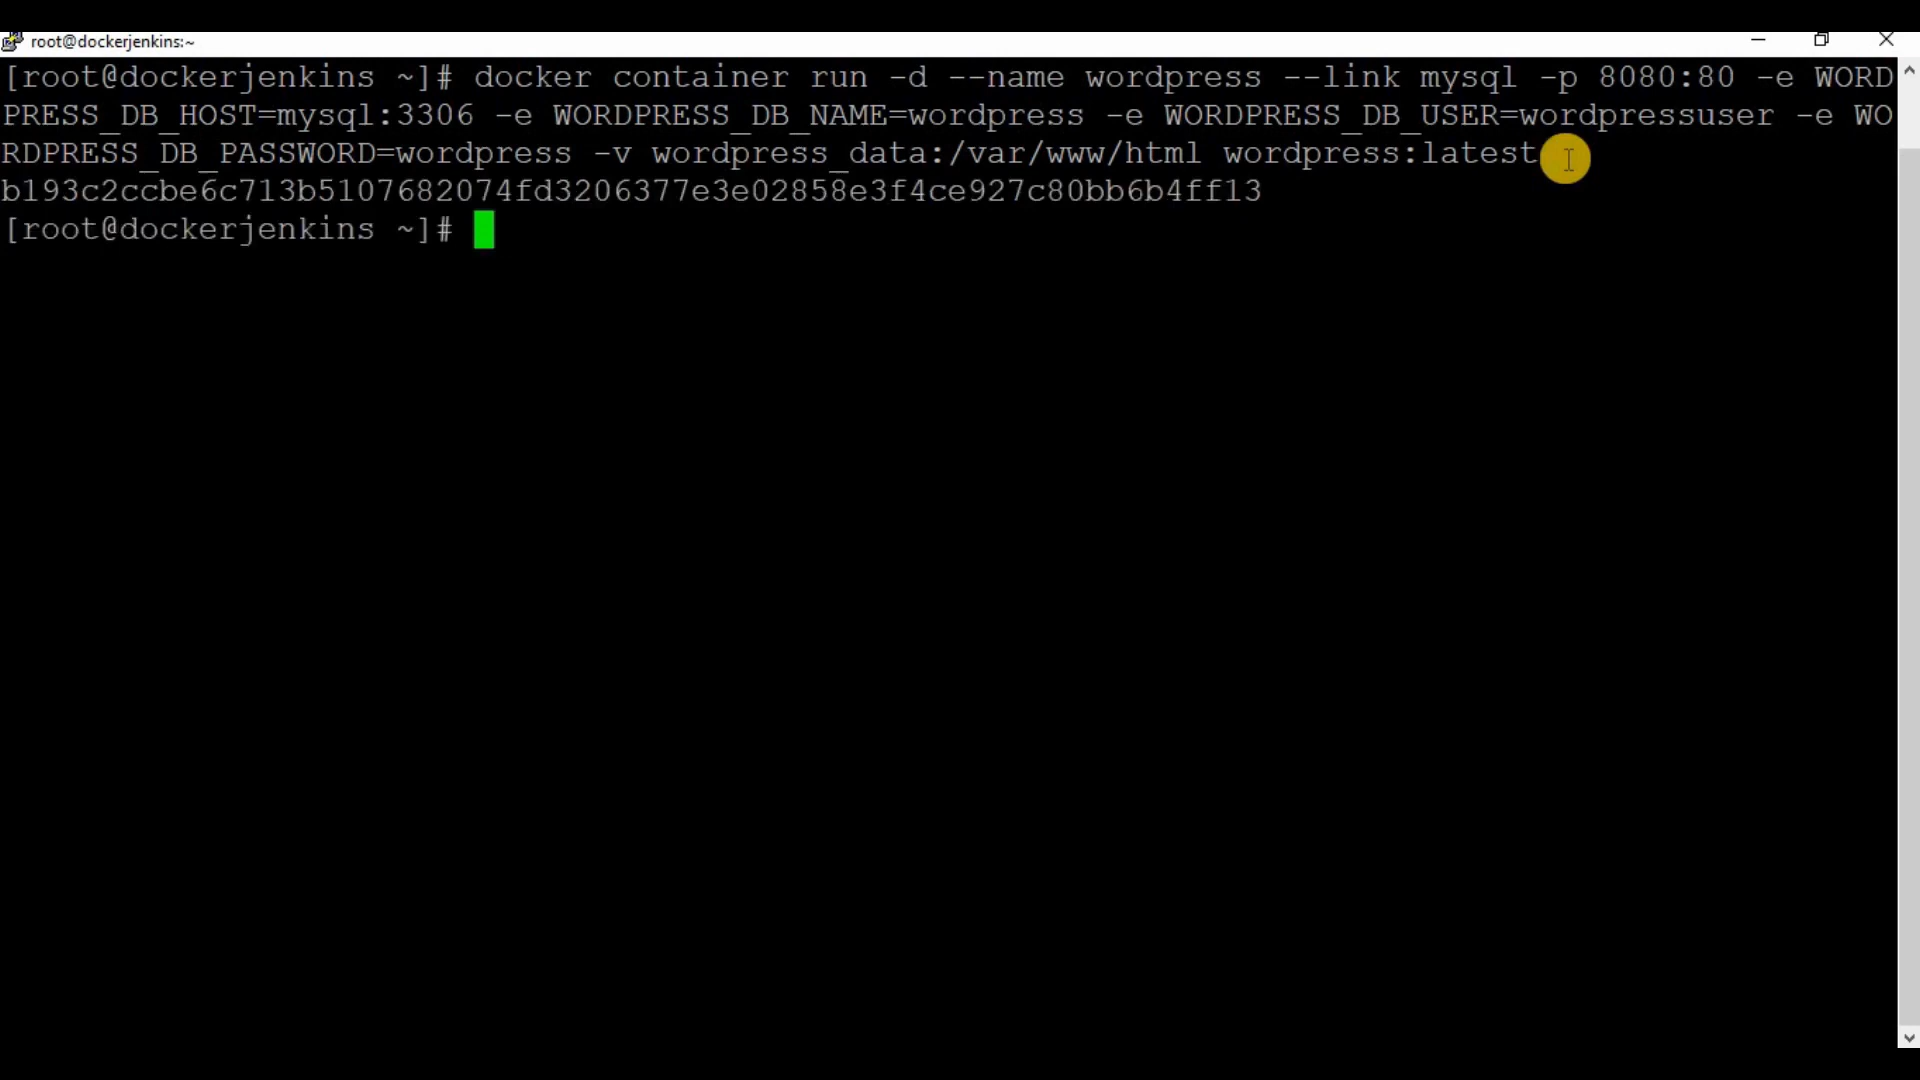 root@dockerjenkins:~
[root@dockerjenkins ~]# docker container run -d --name wordpress --link mysql -p 8080:80 -e WORD
PRESS_DB_HOST=mysql:3306 -e WORDPRESS_DB_NAME=wordpress -e WORDPRESS_DB_USER=wordpressuser -e WO
RDPRESS_DB_PASSWORD=wordpress -v wordpress_data:/var/www/html wordpress:latest
b193c2ccbe6c713b5107682074fd3206377e3e02858e3f4ce927c80bb6b4ff13
[root@dockerjenkins ~]#